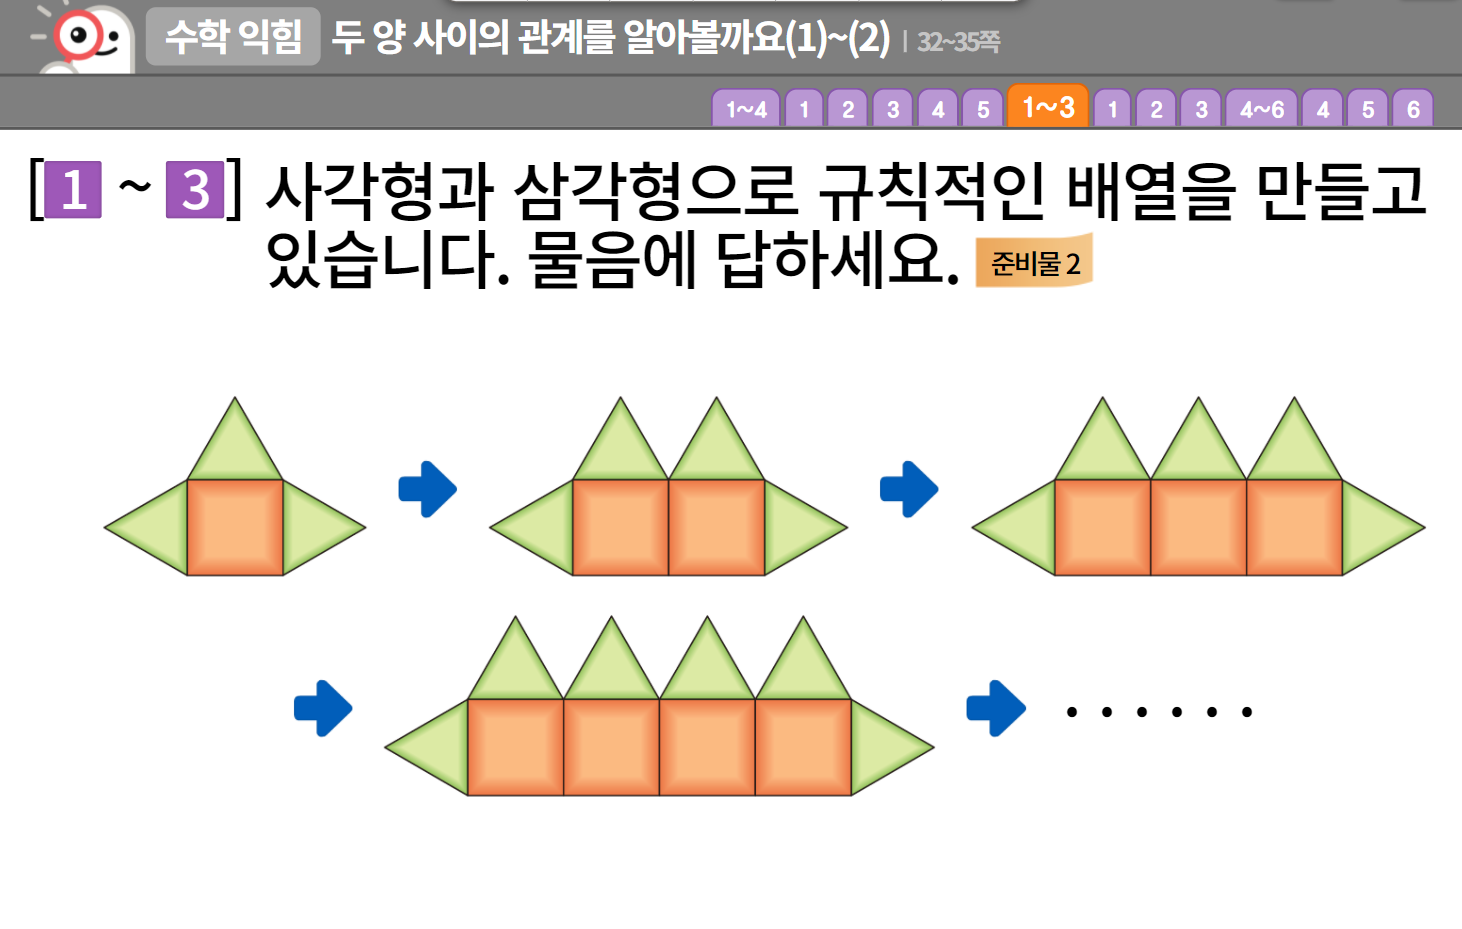 수학 익힘 두 양 사이의 관계를 알아볼까요(1)~(2) | 32~35쪽
1~4 1 2 3 4 5 1~3 1 2 3 4~6 4 5 6
[1 ~ 3] 사각형과 삼각형으로 규칙적인 배열을 만들고
있습니다. 물음에 답하세요. 준비물 2
· · · · · ·